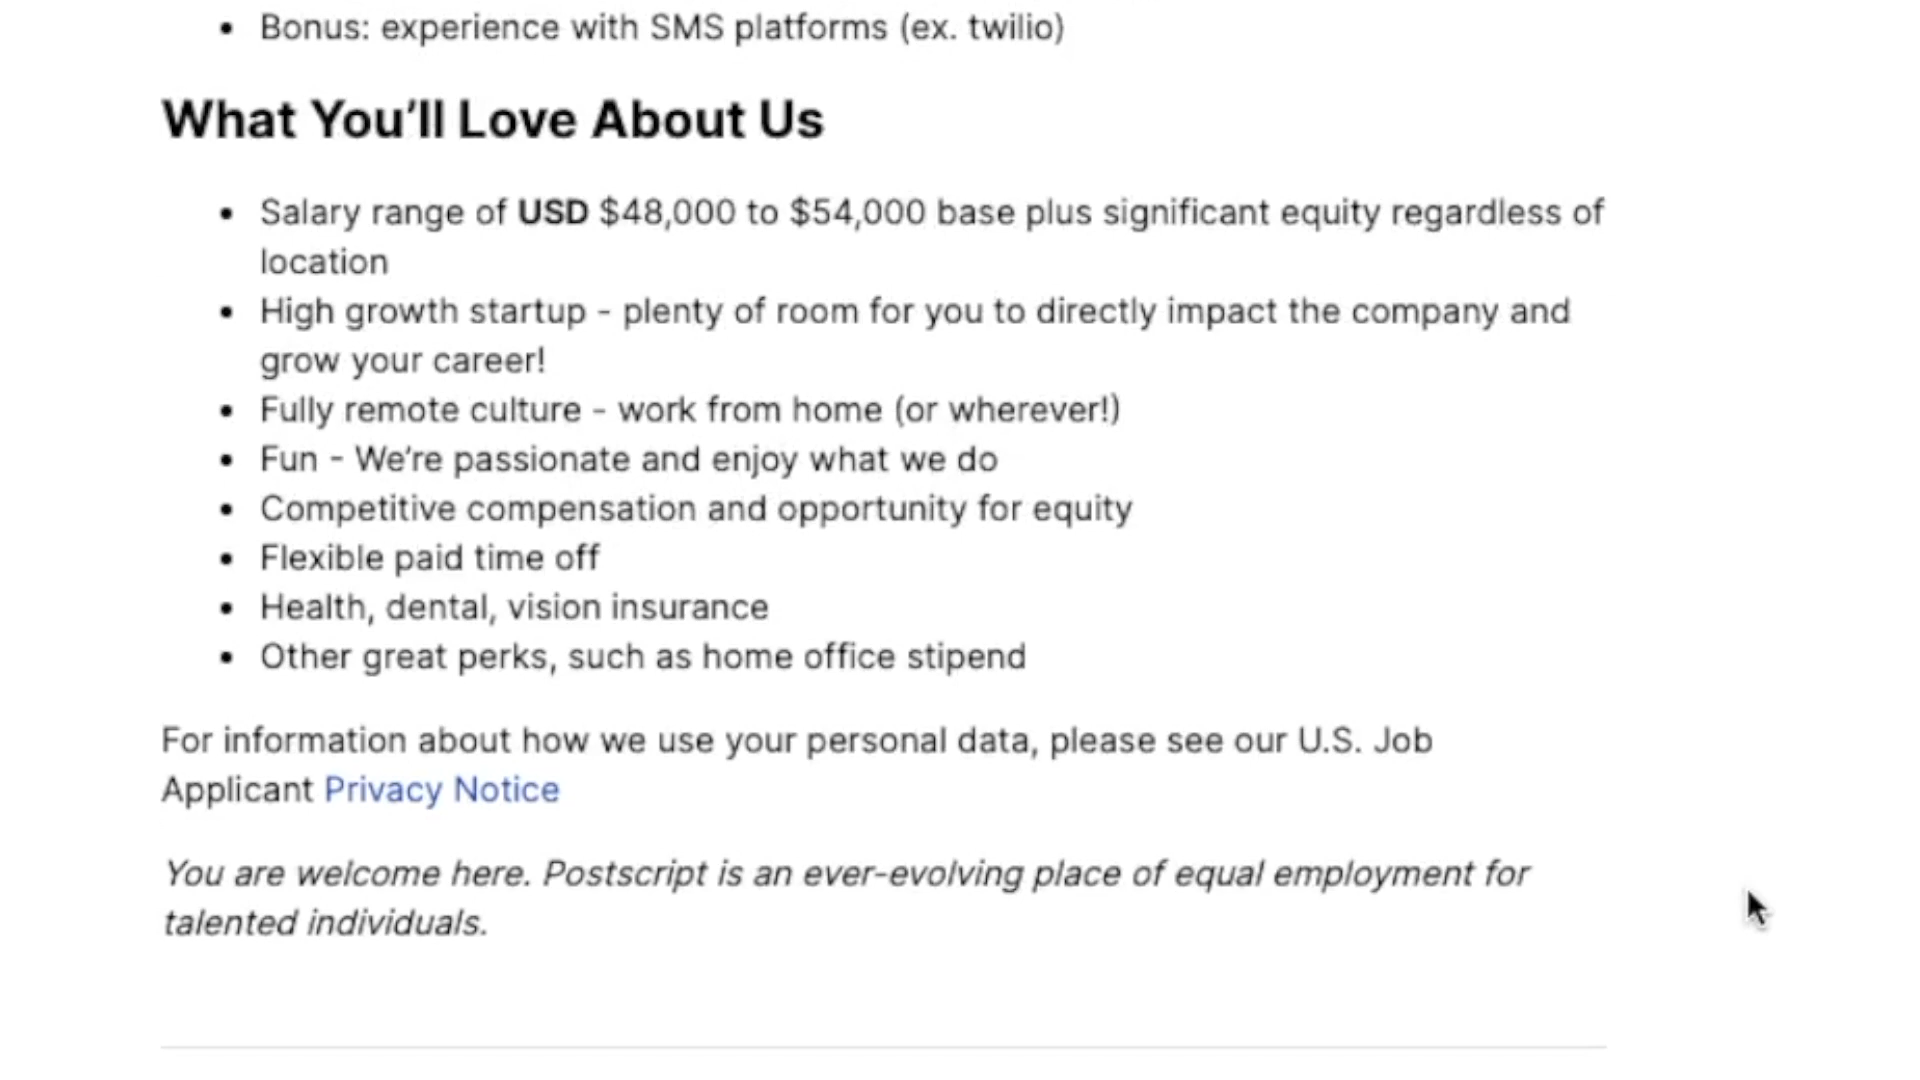 • Bonus: experience with SMS platforms (ex. twilio)
What You’ll Love About Us
• Salary range of USD $48,000 to $54,000 base plus significant equity regardless of
location
• High growth startup - plenty of room for you to directly impact the company and
grow your career!
• Fully remote culture - work from home (or wherever!)
• Fun - We’re passionate and enjoy what we do
• Competitive compensation and opportunity for equity
• Flexible paid time off
• Health, dental, vision insurance
• Other great perks, such as home office stipend
For information about how we use your personal data, please see our U.S. Job
Applicant Privacy Notice
You are welcome here. Postscript is an ever-evolving place of equal employment for
talented individuals.